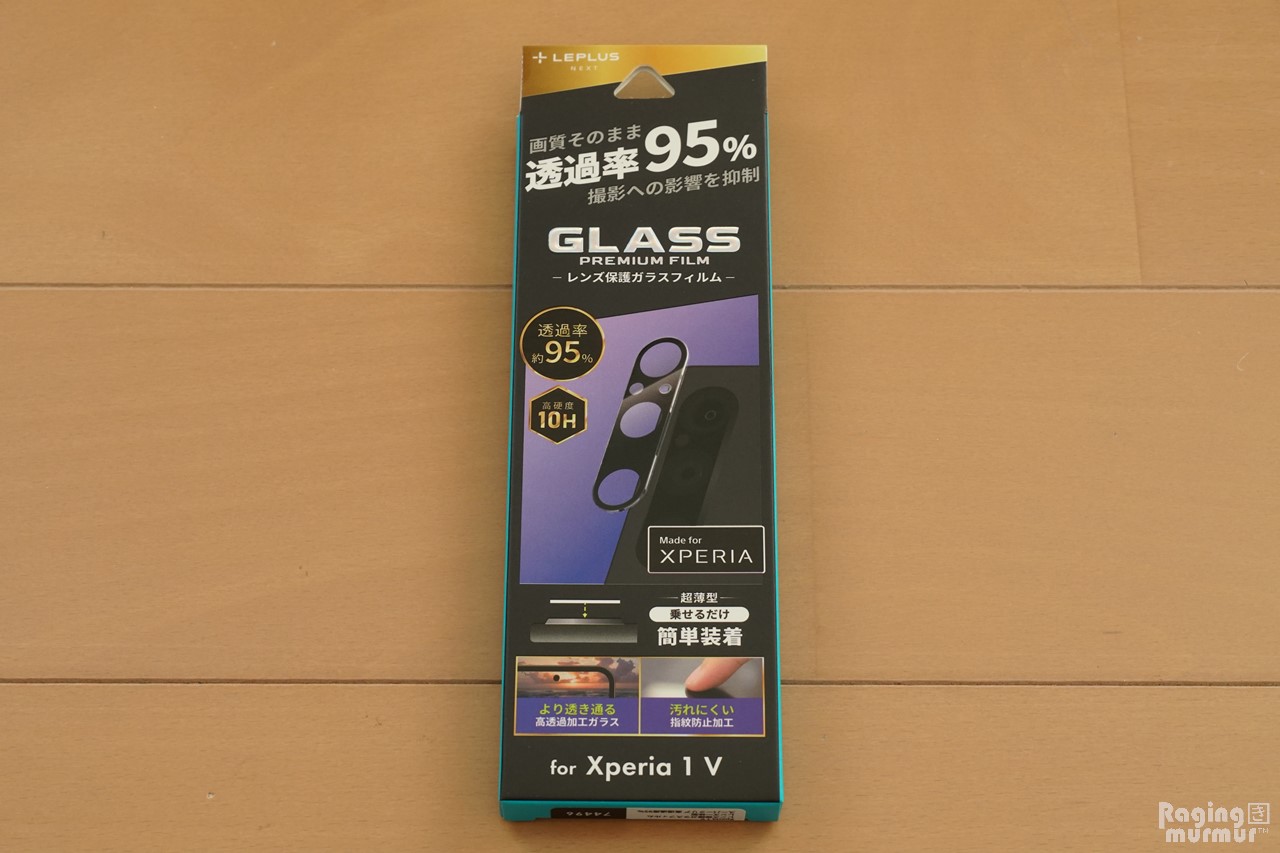 + LEPLUS
NEXT
画質そのまま
透過率95%
撮影への影響を抑制
GLASS
PREMIUM FILM
– レンズ保護ガラスフィルム –
透過率
約95%
高硬度
10H
Made for
XPERIA
超薄型
乗せるだけ
簡単装着
より透き通る
高透過加工ガラス
汚れにくい
指紋防止加工
for Xperia 1 V
74496
Raging
murmur™